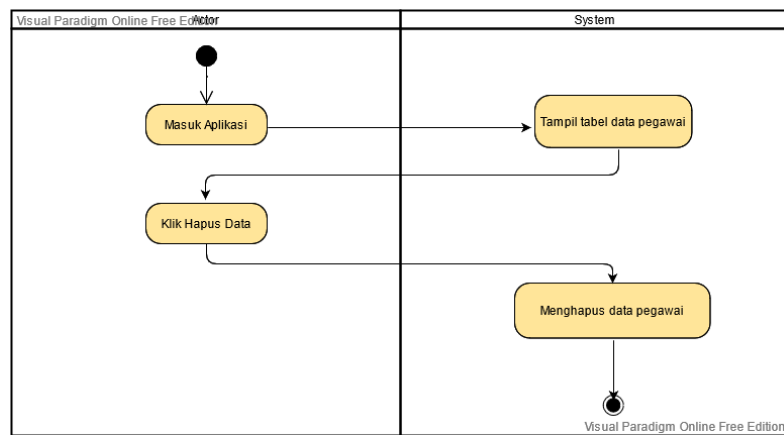 Visual Paradigm Online Free Edition
Actor
System
Masuk Aplikasi
Tampil tabel data pegawai
Klik Hapus Data
Menghapus data pegawai
Visual Paradigm Online Free Edition